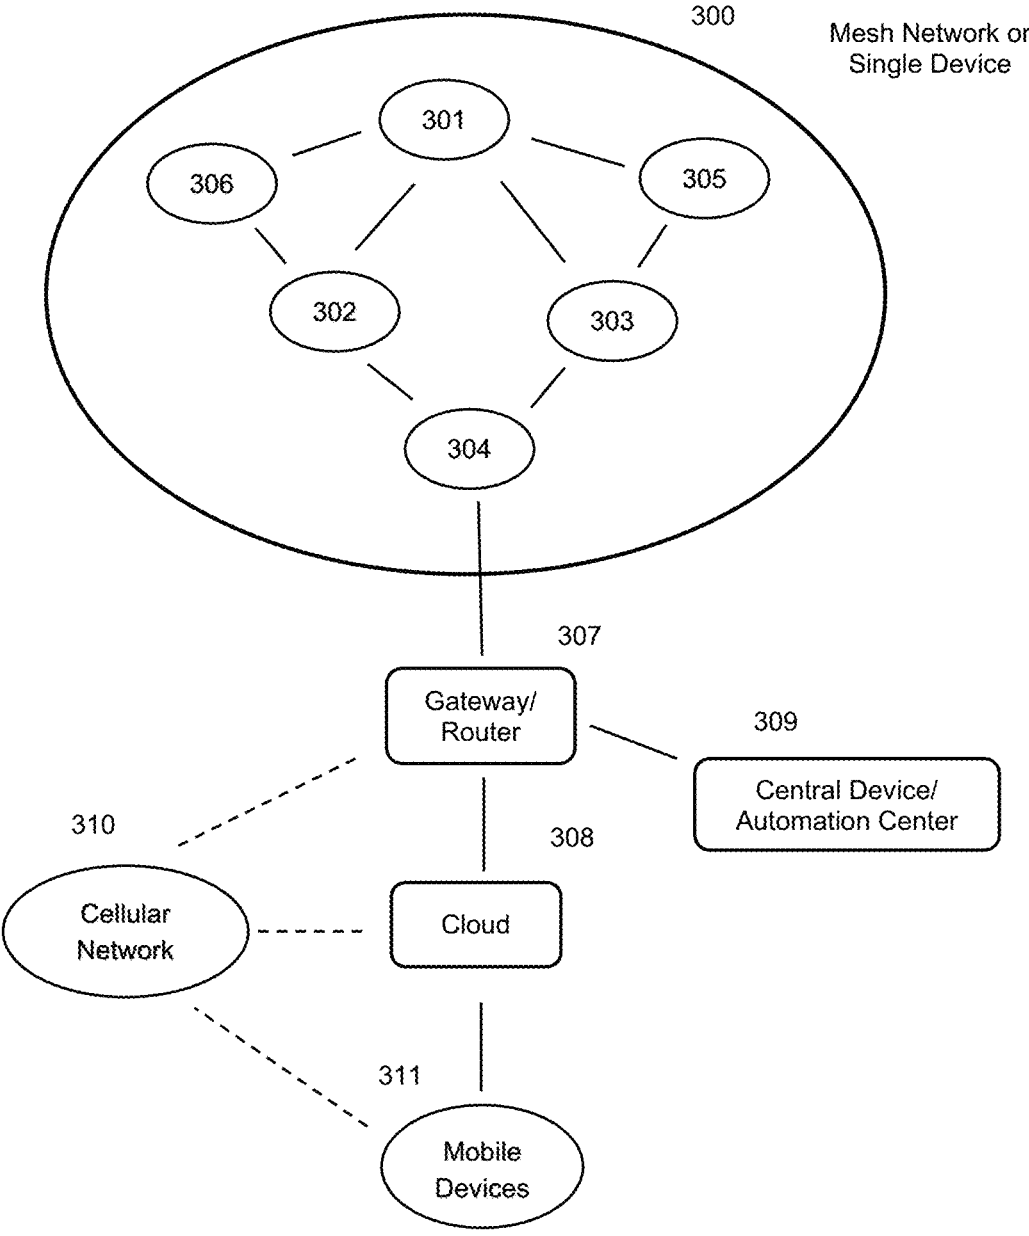 300
Mesh Network or
Single Device
301
306
305
302
303
304
307
Gateway/
Router
309
Central Device/
Automation Center
310
308
Cellular
Network
Cloud
311
Mobile
Devices